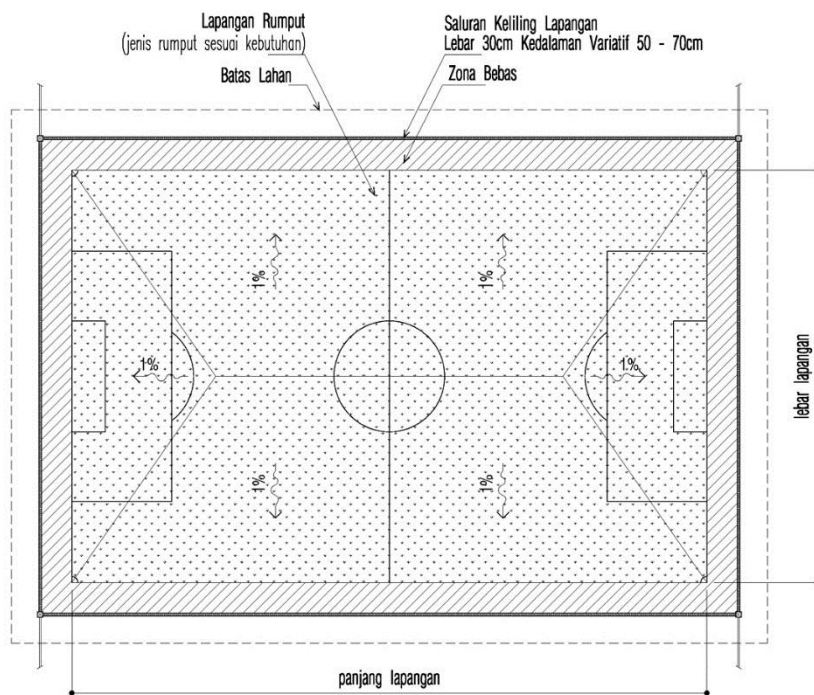 Lapangan Rumput
(jenis rumput sesuai kebutuhan)
Batas Lahan
Saluran Keliling Lapangan
Lebar 30cm Kedalaman Variatif 50 - 70cm
Zona Bebas
1%
1%
1%
1%
1%
1%
lebar lapangan
panjang lapangan